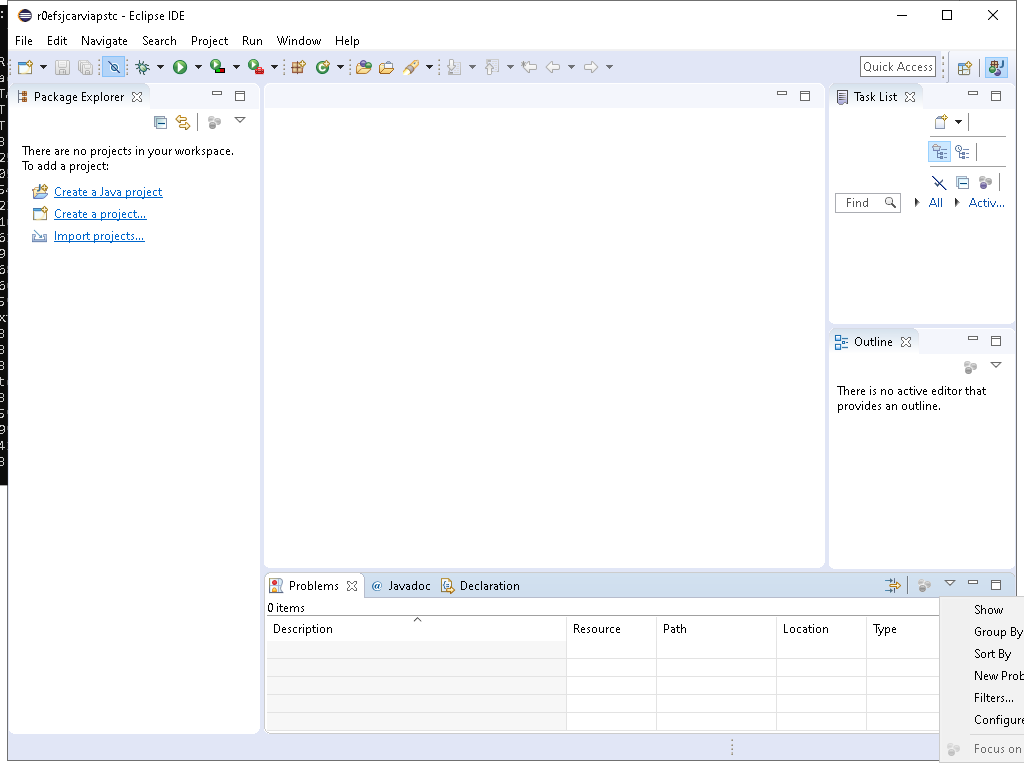 r0efsjcarviapstc - Eclipse IDE
File Edit Navigate Search Project Run Window Help
Quick Access
Package Explorer
Task List
There are no projects in your workspace.
To add a project:
Create a Java project
Create a project...
Import projects...
Find All Activ...
Outline
There is no active editor that
provides an outline.
Problems @ Javadoc Declaration
0 items
Description Resource Path Location Type
Show
Group By
Sort By
New Prob
Filters...
Configure
Focus on